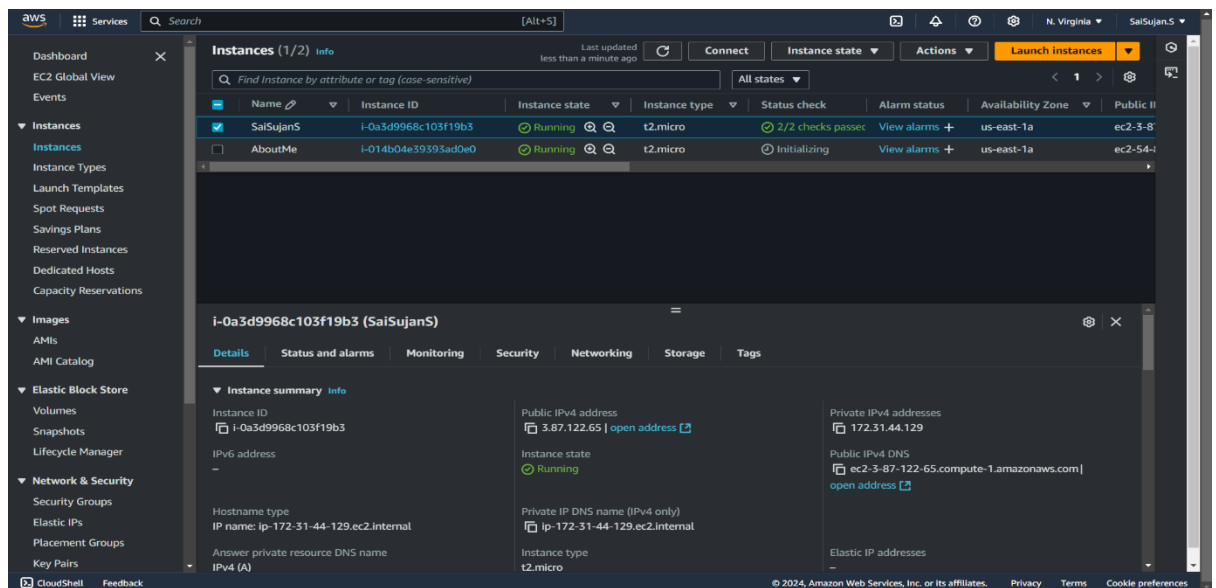 aws Services Search [Alt+S] N. Virginia SaiSujan.S
Dashboard
EC2 Global View
Events
Instances
Instances
Instance Types
Launch Templates
Spot Requests
Savings Plans
Reserved Instances
Dedicated Hosts
Capacity Reservations
Images
AMIs
AMI Catalog
Elastic Block Store
Volumes
Snapshots
Lifecycle Manager
Network & Security
Security Groups
Elastic IPs
Placement Groups
Key Pairs
Instances (1/2) Info
Last updated
less than a minute ago
Connect Instance state Actions Launch instances
Find Instance by attribute or tag (case-sensitive) All states 1
Name Instance ID Instance state Instance type Status check Alarm status Availability Zone Public
SaiSujanS i-0a3d9968c103f19b3 Running t2.micro 2/2 checks passec View alarms + us-east-1a ec2-3-8
AboutMe i-014b04e39393ad0e0 Running t2.micro Initializing View alarms + us-east-1a ec2-54-
i-0a3d9968c103f19b3 (SaiSujanS)
Details Status and alarms Monitoring Security Networking Storage Tags
Instance summary Info
Instance ID
i-0a3d9968c103f19b3
Public IPv4 address
3.87.122.65 | open address
Private IPv4 addresses
172.31.44.129
IPv6 address
–
Instance state
Running
Public IPv4 DNS
ec2-3-87-122-65.compute-1.amazonaws.com |
open address
Hostname type
IP name: ip-172-31-44-129.ec2.internal
Private IP DNS name (IPv4 only)
ip-172-31-44-129.ec2.internal
Answer private resource DNS name
IPv4 (A)
Instance type
t2.micro
Elastic IP addresses
–
CloudShell Feedback © 2024, Amazon Web Services, Inc. or its affiliates. Privacy Terms Cookie preferences